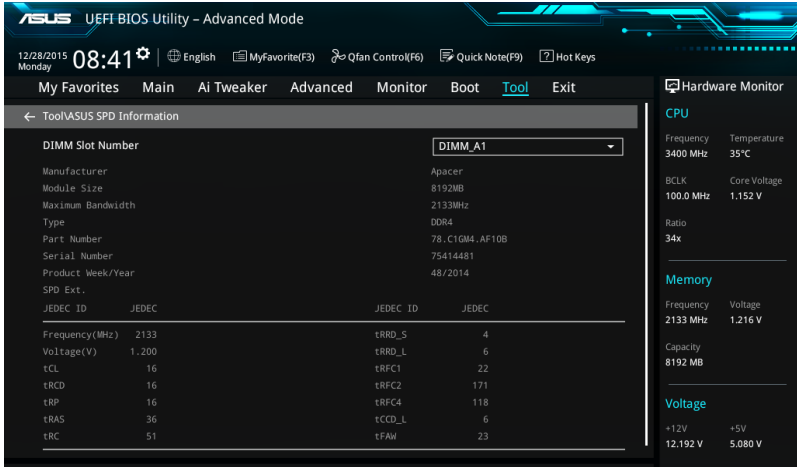 ASUS UEFI BIOS Utility – Advanced Mode
12/28/2015 Monday 08:41 English MyFavorite(F3) Qfan Control(F6) Quick Note(F9) ? Hot Keys
My Favorites Main Ai Tweaker Advanced Monitor Boot Tool Exit
Hardware Monitor
← Tool\ASUS SPD Information
DIMM Slot Number DIMM_A1
Manufacturer Apacer
Module Size 8192MB
Maximum Bandwidth 2133MHz
Type DDR4
Part Number 78.C1GM4.AF10B
Serial Number 75414481
Product Week/Year 48/2014
SPD Ext.
JEDEC ID JEDEC JEDEC ID JEDEC
Frequency(MHz) 2133 tRRD_S 4
Voltage(V) 1.200 tRRD_L 6
tCL 16 tRFC1 22
tRCD 16 tRFC2 171
tRP 16 tRFC4 118
tRAS 36 tCCD_L 6
tRC 51 tFAW 23
CPU
Frequency Temperature
3400 MHz 35°C
BCLK Core Voltage
100.0 MHz 1.152 V
Ratio
34x
Memory
Frequency Voltage
2133 MHz 1.216 V
Capacity
8192 MB
Voltage
+12V +5V
12.192 V 5.080 V